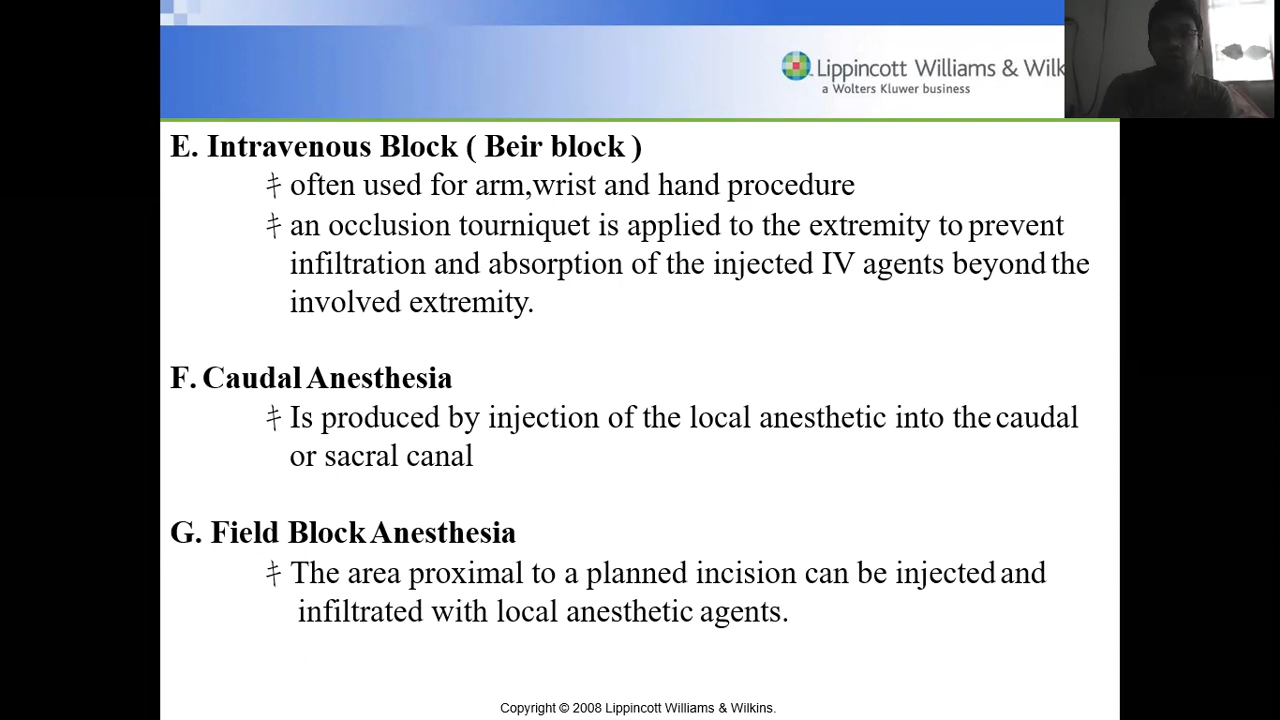 Lippincott Williams & Wilk
a Wolters Kluwer business
E. Intravenous Block ( Beir block )
often used for arm,wrist and hand procedure
an occlusion tourniquet is applied to the extremity to prevent
infiltration and absorption of the injected IV agents beyond the
involved extremity.
F. Caudal Anesthesia
Is produced by injection of the local anesthetic into the caudal
or sacral canal
G. Field Block Anesthesia
The area proximal to a planned incision can be injected and
infiltrated with local anesthetic agents.
Copyright © 2008 Lippincott Williams & Wilkins.